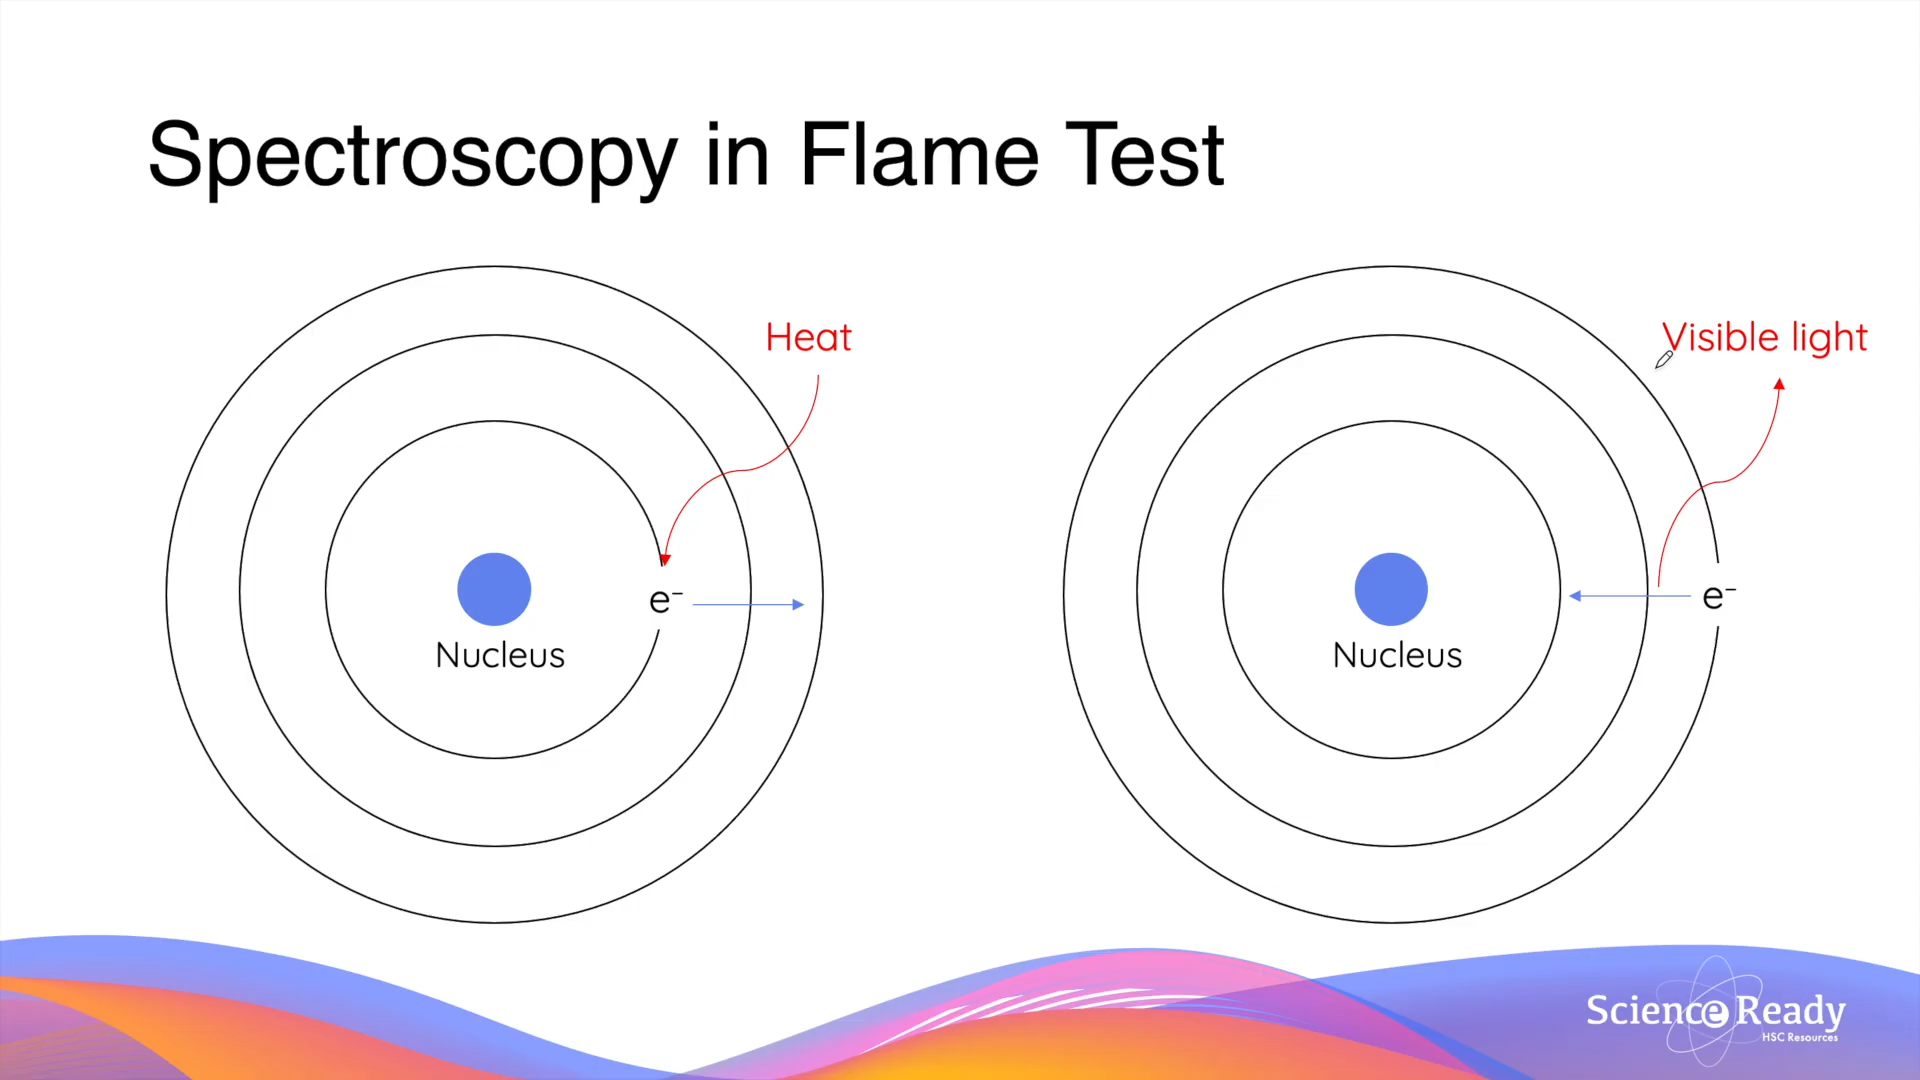 Spectroscopy in Flame Test
Heat
e⁻
Nucleus
Visible light
e⁻
Nucleus
Science Ready
HSC Resources